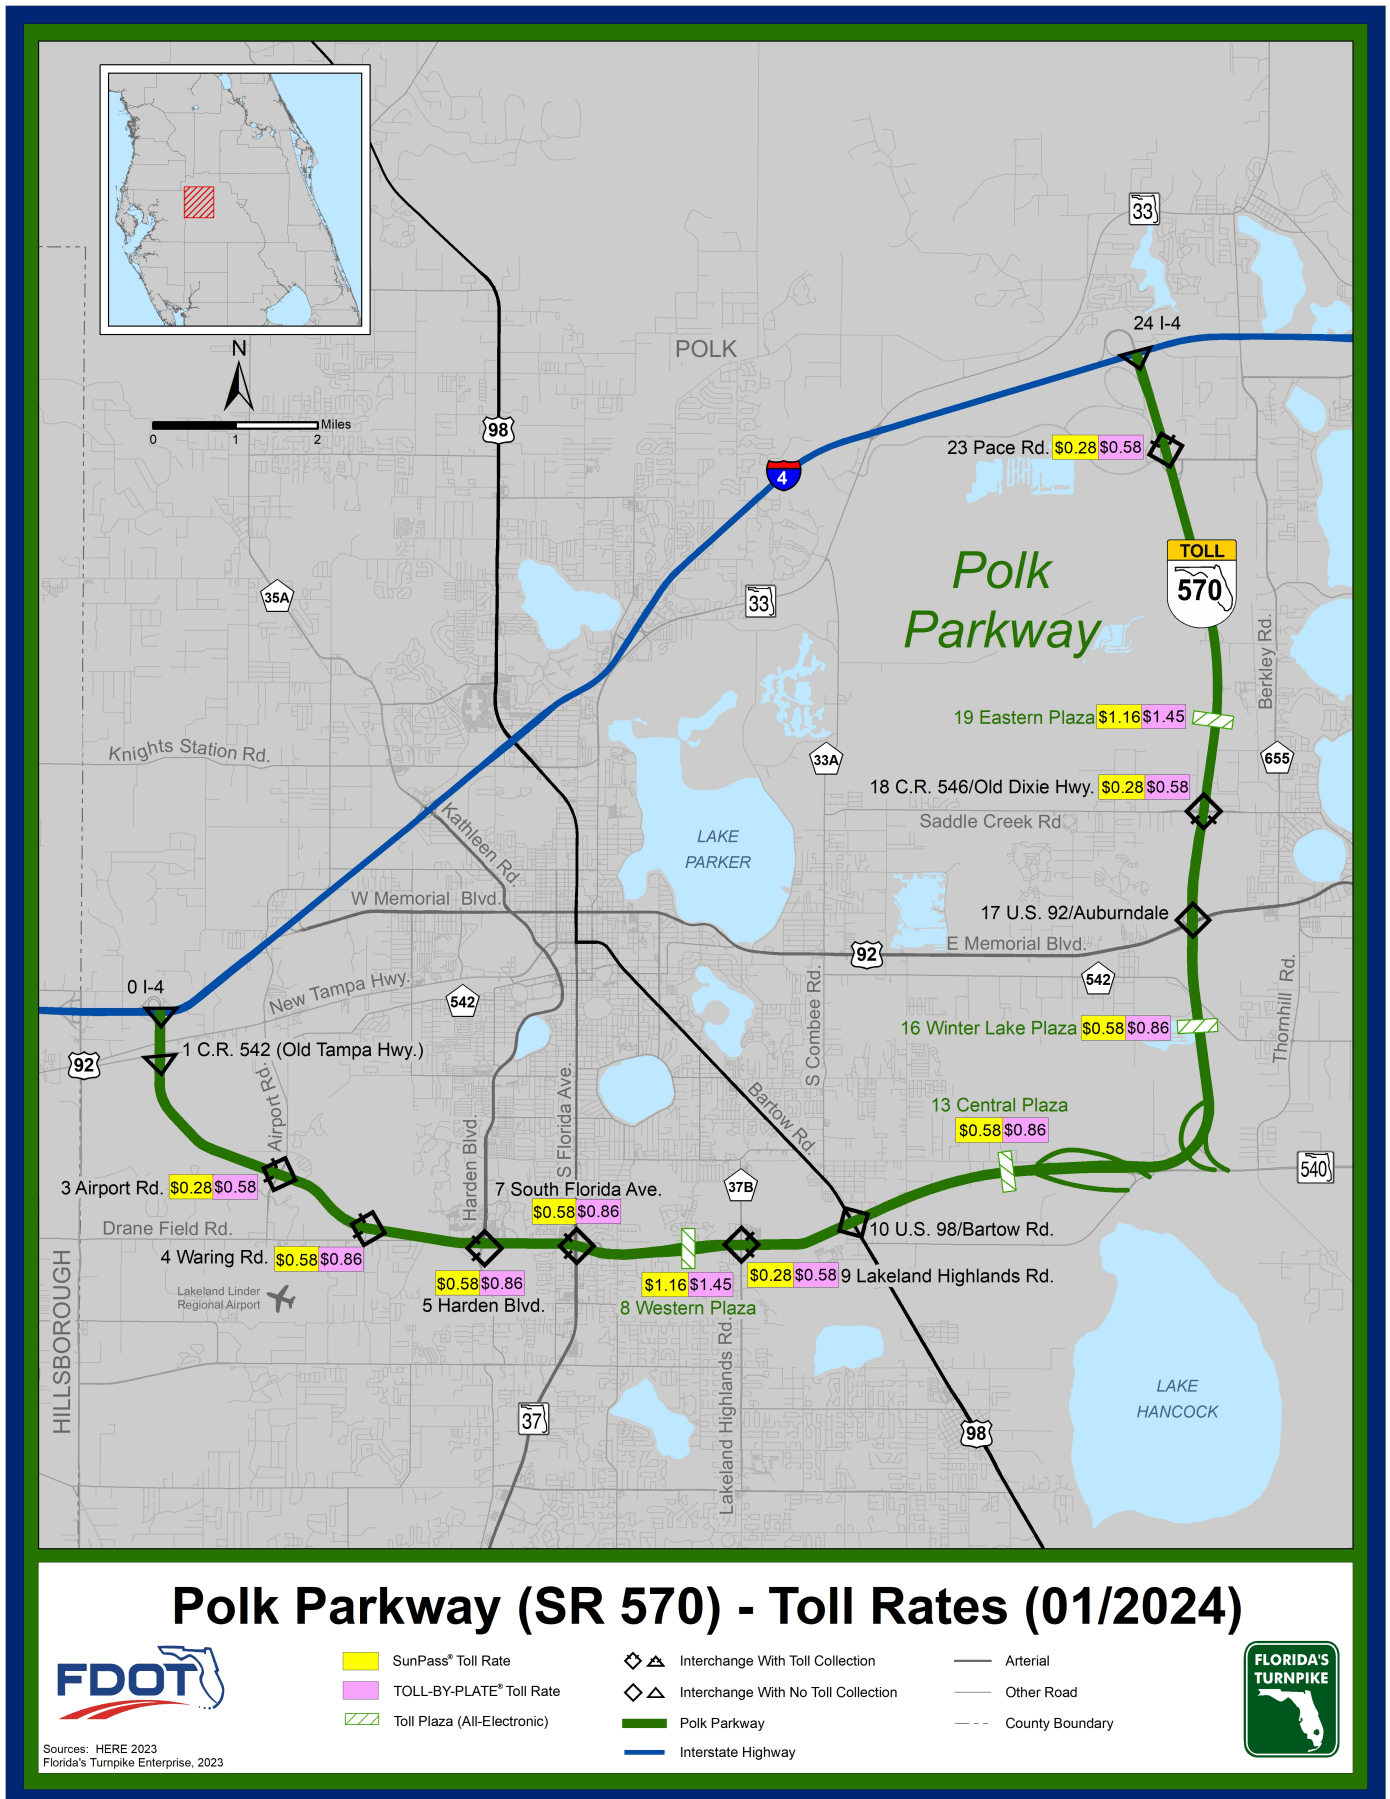 33
24 I-4
POLK
N
Miles
0 1 2
98
23 Pace Rd. $0.28 $0.58
4
TOLL
570
Polk
Parkway
35A
33
Berkley Rd.
19 Eastern Plaza $1.16 $1.45
Knights Station Rd.
33A
655
18 C.R. 546/Old Dixie Hwy. $0.28 $0.58
Saddle Creek Rd
Kathleen Rd.
LAKE
PARKER
W Memorial Blvd.
17 U.S. 92/Auburndale
E Memorial Blvd.
92
0 I-4
New Tampa Hwy.
542
542
S Combee Rd.
Thornhill Rd.
16 Winter Lake Plaza $0.58 $0.86
1 C.R. 542 (Old Tampa Hwy.)
92
Airport Rd.
Harden Blvd.
S Florida Ave.
Bartow Rd.
13 Central Plaza
$0.58 $0.86
540
3 Airport Rd. $0.28 $0.58
7 South Florida Ave.
$0.58 $0.86
37B
Drane Field Rd.
10 U.S. 98/Bartow Rd.
4 Waring Rd. $0.58 $0.86
$0.58 $0.86
5 Harden Blvd.
$1.16 $1.45
8 Western Plaza
$0.28 $0.58 9 Lakeland Highlands Rd.
Lakeland Linder
Regional Airport
HILLSBOROUGH
Lakeland Highlands Rd.
37
98
LAKE
HANCOCK
Polk Parkway (SR 570) - Toll Rates (01/2024)
FDOT
SunPass® Toll Rate
TOLL-BY-PLATE® Toll Rate
Toll Plaza (All-Electronic)
Interchange With Toll Collection
Interchange With No Toll Collection
Polk Parkway
Interstate Highway
Arterial
Other Road
County Boundary
FLORIDA'S
TURNPIKE
Sources: HERE 2023
Florida's Turnpike Enterprise, 2023